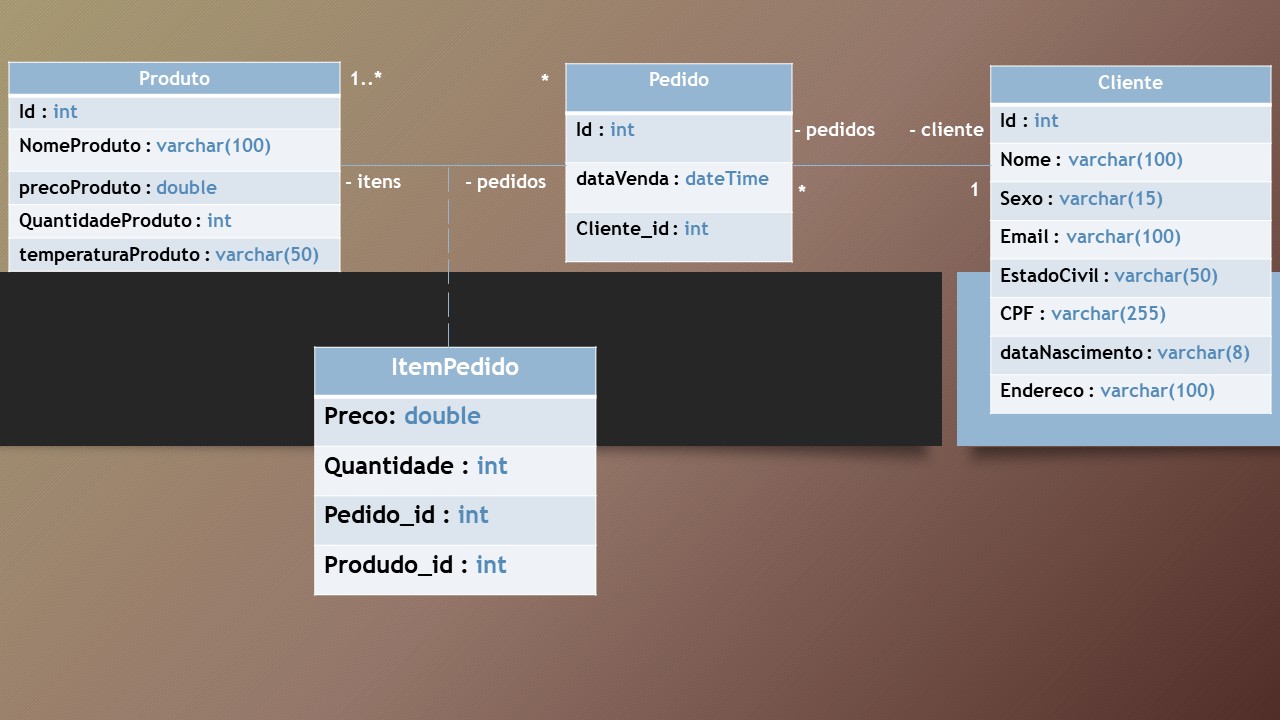 Produto
Id : int
NomeProduto : varchar(100)
precoProduto : double
QuantidadeProduto : int
temperaturaProduto : varchar(50)
1..*
*
- itens
- pedidos
Pedido
Id : int
dataVenda : dateTime
Cliente_id : int
- pedidos
- cliente
*
1
Cliente
Id : int
Nome : varchar(100)
Sexo : varchar(15)
Email : varchar(100)
EstadoCivil : varchar(50)
CPF : varchar(255)
dataNascimento : varchar(8)
Endereco : varchar(100)
ItemPedido
Preco: double
Quantidade : int
Pedido_id : int
Produdo_id : int